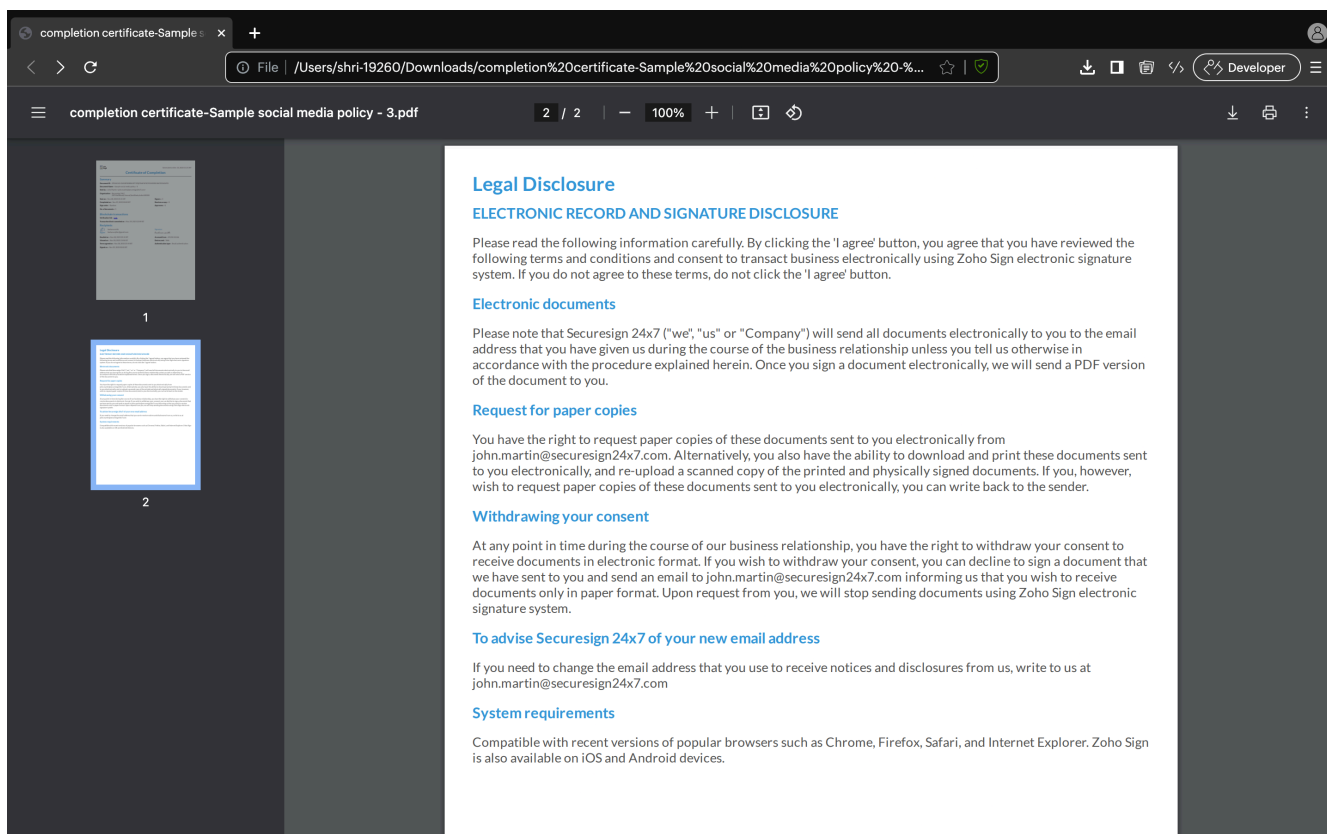 completion certificate-Sample s
File
/Users/shri-19260/Downloads/completion%20certificate-Sample%20social%20media%20policy%20-%...
Developer
completion certificate-Sample social media policy - 3.pdf
2 / 2
100%
1
2
Legal Disclosure
ELECTRONIC RECORD AND SIGNATURE DISCLOSURE
Please read the following information carefully. By clicking the 'I agree' button, you agree that you have reviewed the
following terms and conditions and consent to transact business electronically using Zoho Sign electronic signature
system. If you do not agree to these terms, do not click the 'I agree' button.
Electronic documents
Please note that Securesign 24x7 ("we", "us" or "Company") will send all documents electronically to you to the email
address that you have given us during the course of the business relationship unless you tell us otherwise in
accordance with the procedure explained herein. Once you sign a document electronically, we will send a PDF version
of the document to you.
Request for paper copies
You have the right to request paper copies of these documents sent to you electronically from
john.martin@securesign24x7.com. Alternatively, you also have the ability to download and print these documents sent
to you electronically, and re-upload a scanned copy of the printed and physically signed documents. If you, however,
wish to request paper copies of these documents sent to you electronically, you can write back to the sender.
Withdrawing your consent
At any point in time during the course of our business relationship, you have the right to withdraw your consent to
receive documents in electronic format. If you wish to withdraw your consent, you can decline to sign a document that
we have sent to you and send an email to john.martin@securesign24x7.com informing us that you wish to receive
documents only in paper format. Upon request from you, we will stop sending documents using Zoho Sign electronic
signature system.
To advise Securesign 24x7 of your new email address
If you need to change the email address that you use to receive notices and disclosures from us, write to us at
john.martin@securesign24x7.com
System requirements
Compatible with recent versions of popular browsers such as Chrome, Firefox, Safari, and Internet Explorer. Zoho Sign
is also available on iOS and Android devices.